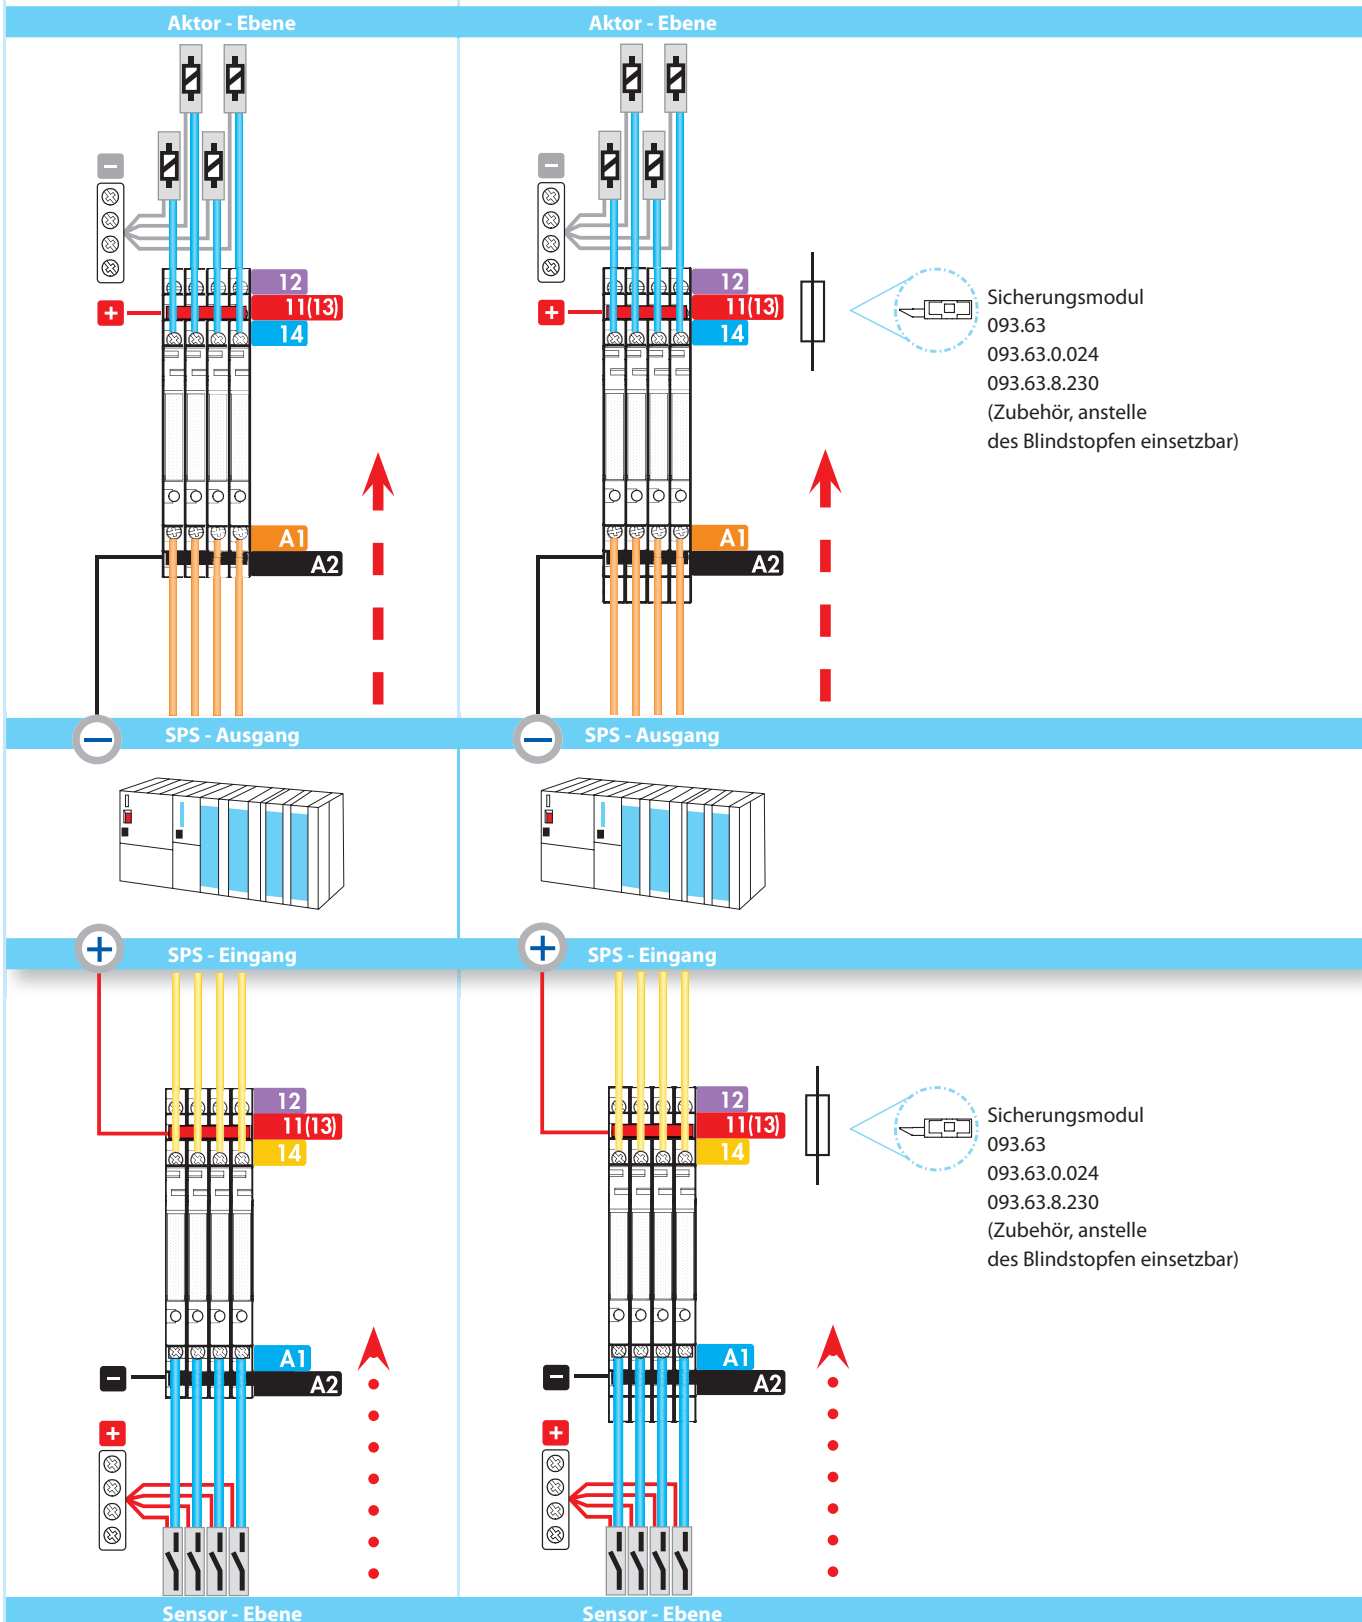 Aktor - Ebene
Aktor - Ebene
−
−
12
+
11(13)
14
12
+
11(13)
14
Sicherungsmodul
093.63
093.63.0.024
093.63.8.230
(Zubehör, anstelle
des Blindstopfen einsetzbar)
A1
A2
A1
A2
−
SPS - Ausgang
−
SPS - Ausgang
+
SPS - Eingang
+
SPS - Eingang
12
11(13)
14
12
11(13)
14
Sicherungsmodul
093.63
093.63.0.024
093.63.8.230
(Zubehör, anstelle
des Blindstopfen einsetzbar)
A1
−
A2
+
A1
−
A2
+
Sensor - Ebene
Sensor - Ebene